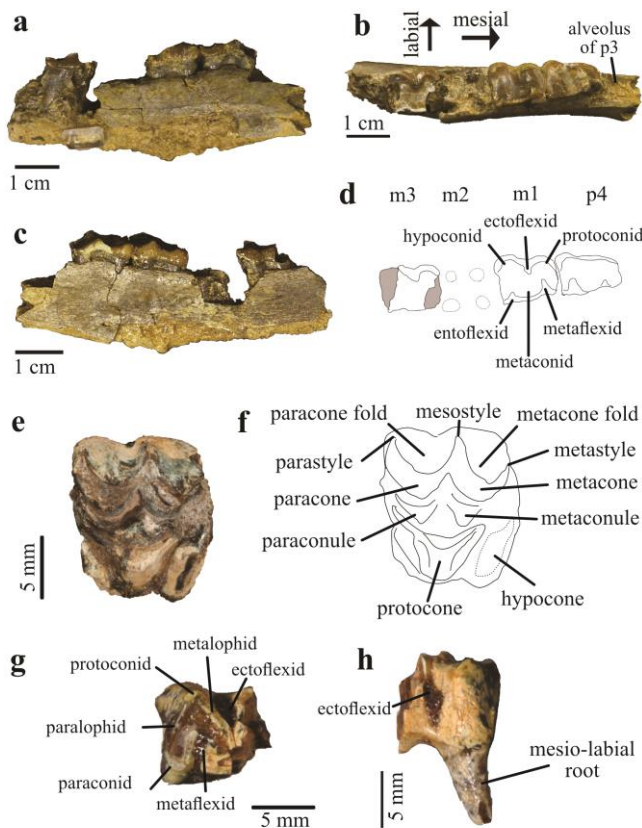 a
1 cm
b
labial
mesial
alveolus
of p3
1 cm
c
1 cm
d
m3 m2 m1 p4
ectoflexid
hypoconid
protoconid
entoflexid
metaflexid
metaconid
e
5 mm
f
paracone fold
mesostyle
metacone fold
parastyle
metastyle
paracone
metacone
paraconule
metaconule
protocone
hypocone
g
metalophid
protoconid
ectoflexid
paralophid
paraconid
metaflexid
5 mm
h
ectoflexid
mesio-labial
root
5 mm